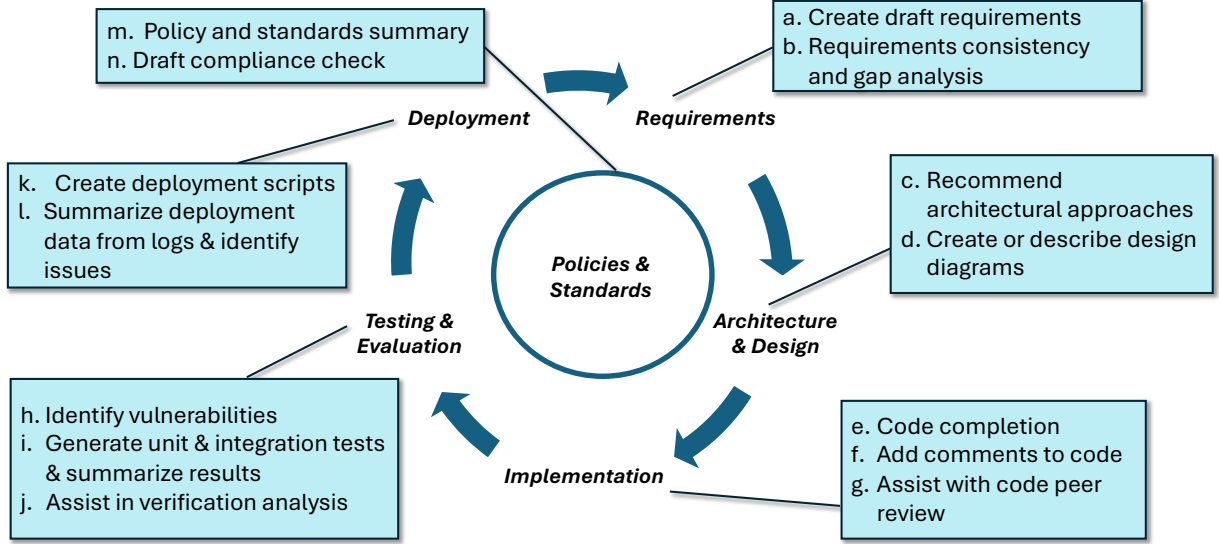 m. Policy and standards summary
n. Draft compliance check
a. Create draft requirements
b. Requirements consistency
and gap analysis
Deployment
Requirements
k. Create deployment scripts
l. Summarize deployment
data from logs & identify
issues
c. Recommend
architectural approaches
d. Create or describe design
diagrams
Policies &
Standards
Testing &
Evaluation
Architecture
& Design
h. Identify vulnerabilities
i. Generate unit & integration tests
& summarize results
j. Assist in verification analysis
Implementation
e. Code completion
f. Add comments to code
g. Assist with code peer
review